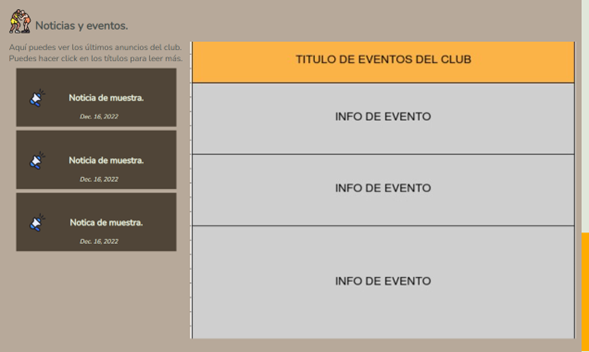 Noticias y eventos.
Aquí puedes ver los últimos anuncios del club.
Puedes hacer click en los títulos para leer más.
Noticia de muestra.
Dec. 16, 2022
Noticia de muestra.
Dec. 16, 2022
Notica de muestra.
Dec. 16, 2022
TITULO DE EVENTOS DEL CLUB
INFO DE EVENTO
INFO DE EVENTO
INFO DE EVENTO